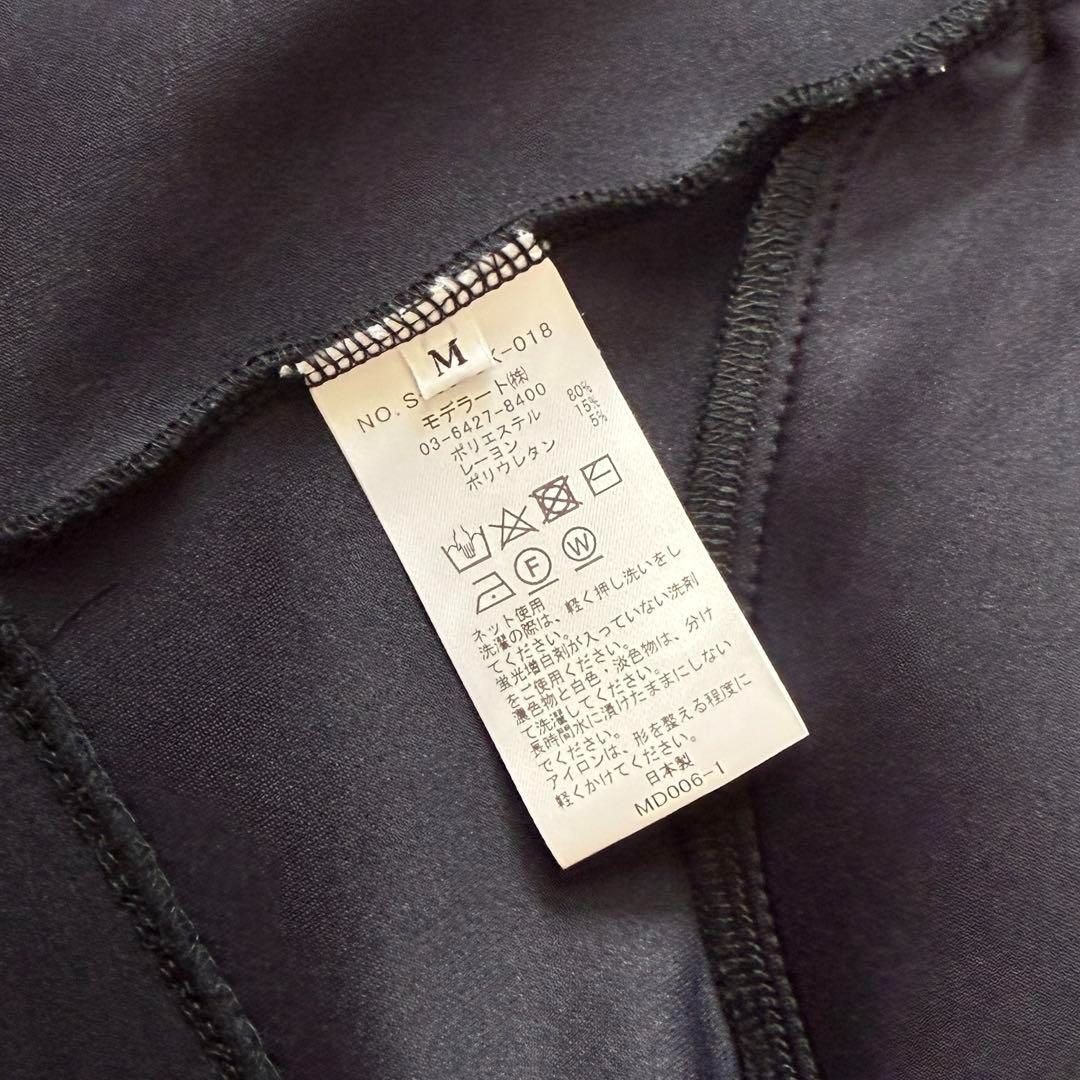 M
NO. S K-018
モデラート㈱
03-6427-8400
ポリエステル 80%
レーヨン 15%
ポリウレタン 5%
F W
ネット使用
洗濯の際は、軽く押し洗いをし
てください。
蛍光増白剤が入っていない洗剤
をご使用ください。
濃色物と白色・淡色物は、分け
て洗濯してください。
長時間水に漬けたままにしない
でください。
アイロンは、形を整える程度に
軽くかけてください。
日本製
MD006-1